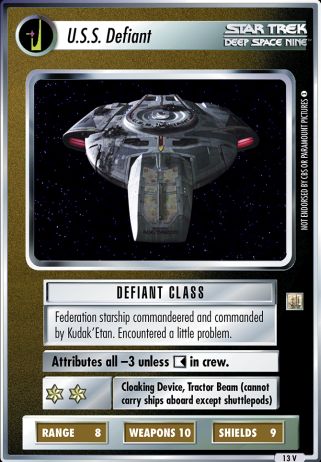 U.S.S. Defiant
STAR TREK
DEEP SPACE NINE
NOT ENDORSED BY CBS OR PARAMOUNT PICTURES
DEFIANT CLASS
Federation starship commandeered and commanded
by Kudak'Etan. Encountered a little problem.
Attributes all –3 unless in crew.
Cloaking Device, Tractor Beam (cannot
carry ships aboard except shuttlepods)
RANGE 8 WEAPONS 10 SHIELDS 9
13 V